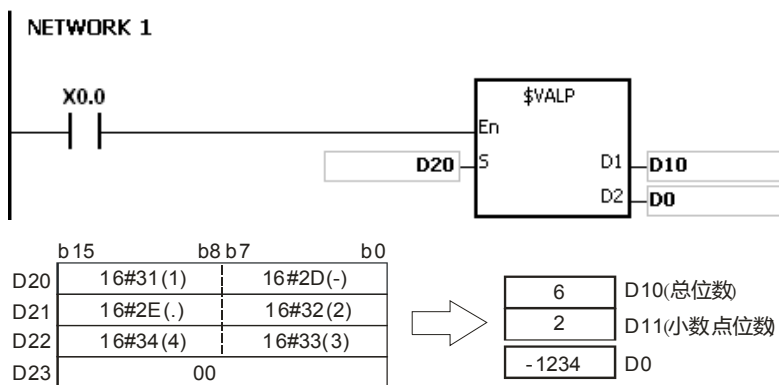 NETWORK 1
X0.0
$VALP
En
D20 S D1 D10
D2 D0
b15 b8 b7 b0
D20 16#31(1) 16#2D(-)
D21 16#2E(.) 16#32(2)
D22 16#34(4) 16#33(3)
D23 00
6 D10(总位数)
2 D11(小数点位数)
-1234 D0